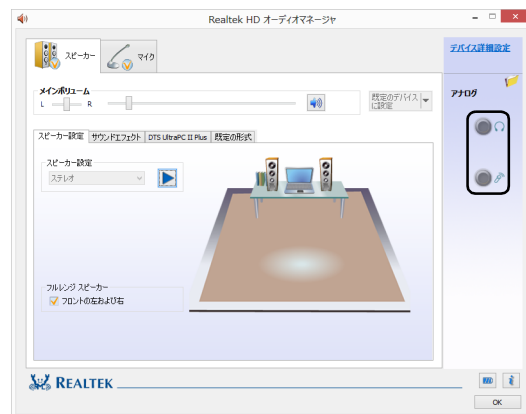 Realtek HD オーディオマネージャ
スピーカー
マイク
デバイス詳細設定
メインボリューム
L
R
既定のデバイス
に設定
アナログ
スピーカー設定
サウンドエフェクト
DTS UltraPC II Plus
既定の形式
スピーカー設定
ステレオ
フルレンジ スピーカー
フロントの左および右
REALTEK
OK